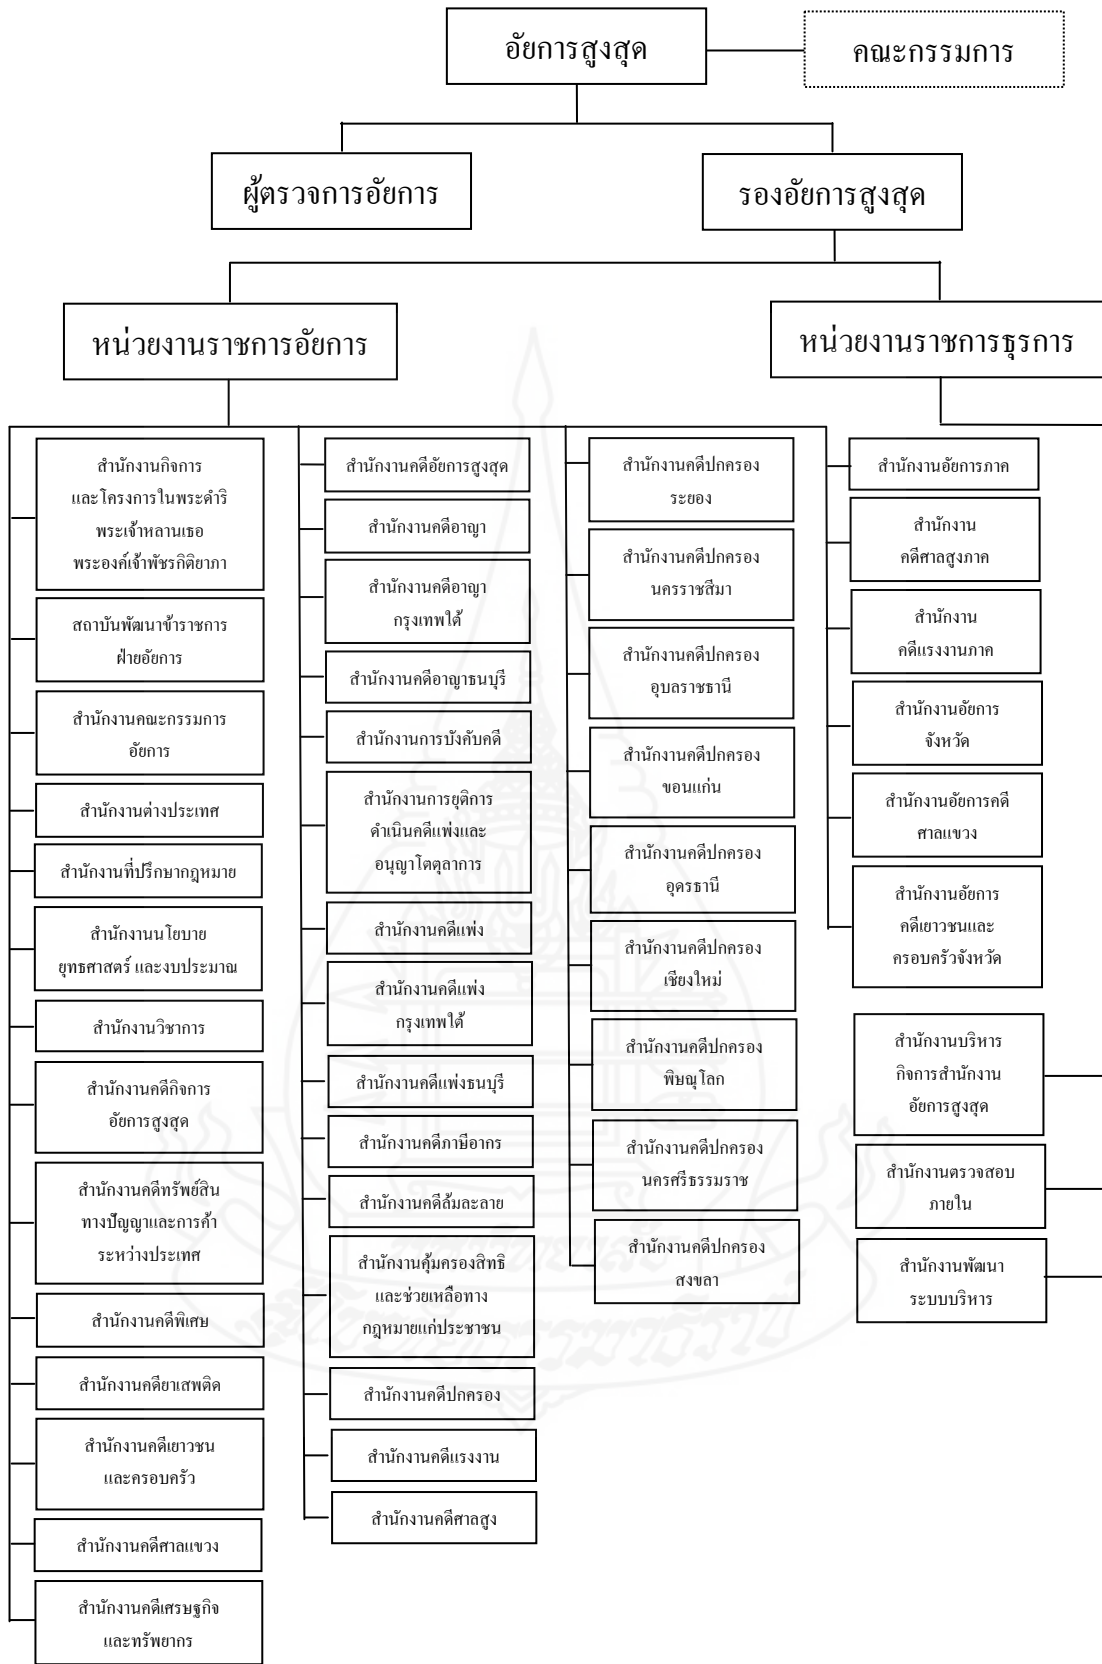 อัยการสูงสุด
คณะกรรมการ
ผู้ตรวจการอัยการ
รองอัยการสูงสุด
หน่วยงานราชการอัยการ
หน่วยงานราชการธุรการ
สำนักงานกิจการ
และโครงการในพระดำริ
พระเจ้าหลานเธอ
พระองค์เจ้าพัชรกิติยาภา
สถาบันพัฒนาข้าราชการ
ฝ่ายอัยการ
สำนักงานคณะกรรมการ
อัยการ
สำนักงานต่างประเทศ
สำนักงานที่ปรึกษากฎหมาย
สำนักงานนโยบาย
ยุทธศาสตร์ และงบประมาณ
สำนักงานวิชาการ
สำนักงานคดีกิจการ
อัยการสูงสุด
สำนักงานคดีทรัพย์สิน
ทางปัญญาและการค้า
ระหว่างประเทศ
สำนักงานคดีพิเศษ
สำนักงานคดียาเสพติด
สำนักงานคดีเยาวชน
และครอบครัว
สำนักงานคดีศาลแขวง
สำนักงานคดีเศรษฐกิจ
และทรัพยากร
สำนักงานคดีอัยการสูงสุด
สำนักงานคดีอาญา
สำนักงานคดีอาญา
กรุงเทพใต้
สำนักงานคดีอาญาธนบุรี
สำนักงานการบังคับคดี
สำนักงานการยุติการ
ดำเนินคดีแพ่งและ
อนุญาโตตุลาการ
สำนักงานคดีแพ่ง
สำนักงานคดีแพ่ง
กรุงเทพใต้
สำนักงานคดีแพ่งธนบุรี
สำนักงานคดีภาษีอากร
สำนักงานคดีล้มละลาย
สำนักงานคุ้มครองสิทธิ
และช่วยเหลือทาง
กฎหมายแก่ประชาชน
สำนักงานคดีปกครอง
สำนักงานคดีแรงงาน
สำนักงานคดีศาลสูง
สำนักงานคดีปกครอง
ระยอง
สำนักงานคดีปกครอง
นครราชสีมา
สำนักงานคดีปกครอง
อุบลราชธานี
สำนักงานคดีปกครอง
ขอนแก่น
สำนักงานคดีปกครอง
อุดรธานี
สำนักงานคดีปกครอง
เชียงใหม่
สำนักงานคดีปกครอง
พิษณุโลก
สำนักงานคดีปกครอง
นครศรีธรรมราช
สำนักงานคดีปกครอง
สงขลา
สำนักงานอัยการภาค
สำนักงาน
คดีศาลสูงภาค
สำนักงาน
คดีแรงงานภาค
สำนักงานอัยการ
จังหวัด
สำนักงานอัยการคดี
ศาลแขวง
สำนักงานอัยการ
คดีเยาวชนและ
ครอบครัวจังหวัด
สำนักงานบริหาร
กิจการสำนักงาน
อัยการสูงสุด
สำนักงานตรวจสอบ
ภายใน
สำนักงานพัฒนา
ระบบบริหาร